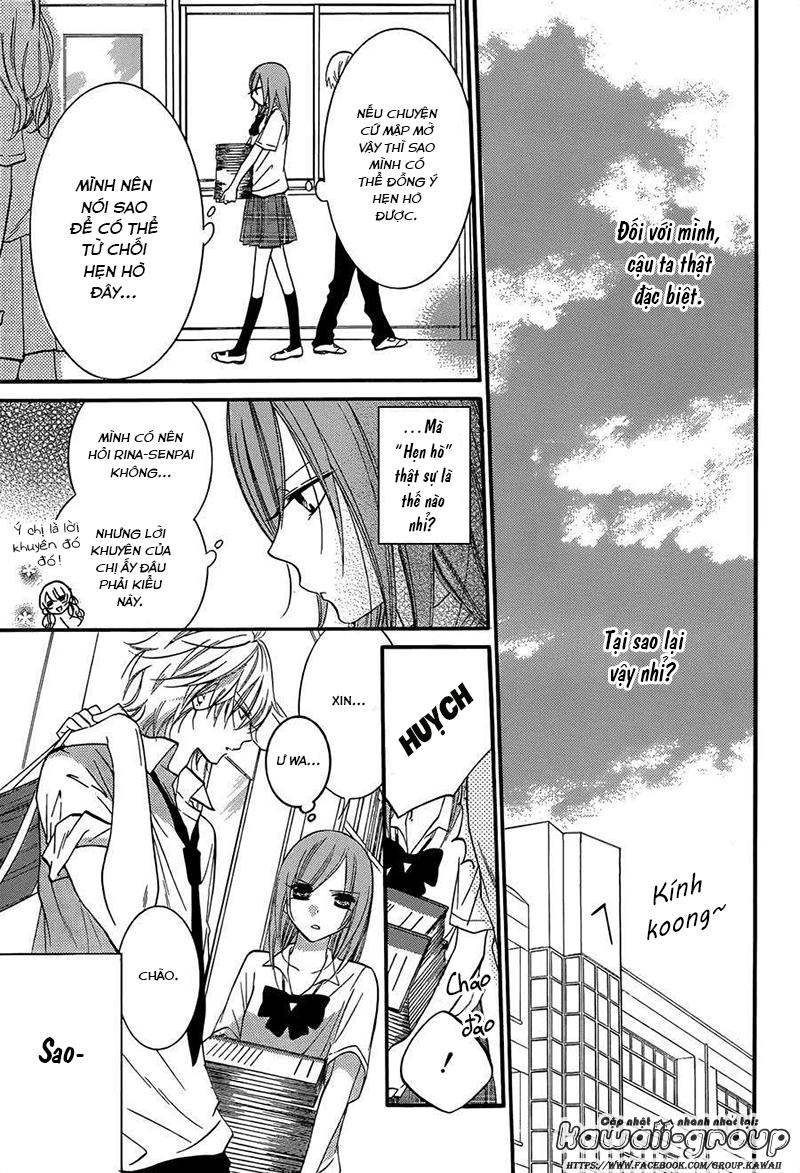 Đối với mình,
cậu ta thật
đặc biệt.
Tại sao lại
vậy nhỉ?
Kính
koong~
NẾU CHUYỆN
CỨ MẬP MỜ
VẬY THÌ SAO
MÌNH CÓ
THỂ ĐỒNG Ý
HẸN HÒ
ĐƯỢC.
MÌNH NÊN
NÓI SAO
ĐỂ CÓ THỂ
TỪ CHỐI
HẸN HÒ
ĐÂY...
...Mà
“Hẹn hò”
thật sự là
thế nào
nhỉ?
MÌNH CÓ NÊN
HỎI RINA-SENPAI
KHÔNG...
NHƯNG LỜI
KHUYÊN CỦA
CHỊ ẤY ĐÂU
PHẢI KIỂU
NÀY.
Ý chị là lời
khuyên đó
đó!
HUỴCH
Chao
đảo
!
XIN...
Ư WA...
CHÀO.
Sao-
Cập nhật nhanh nhất tại:
Kawaii-group
HTTPS://WWW.FACEBOOK.COM/GROUP.KAWAII